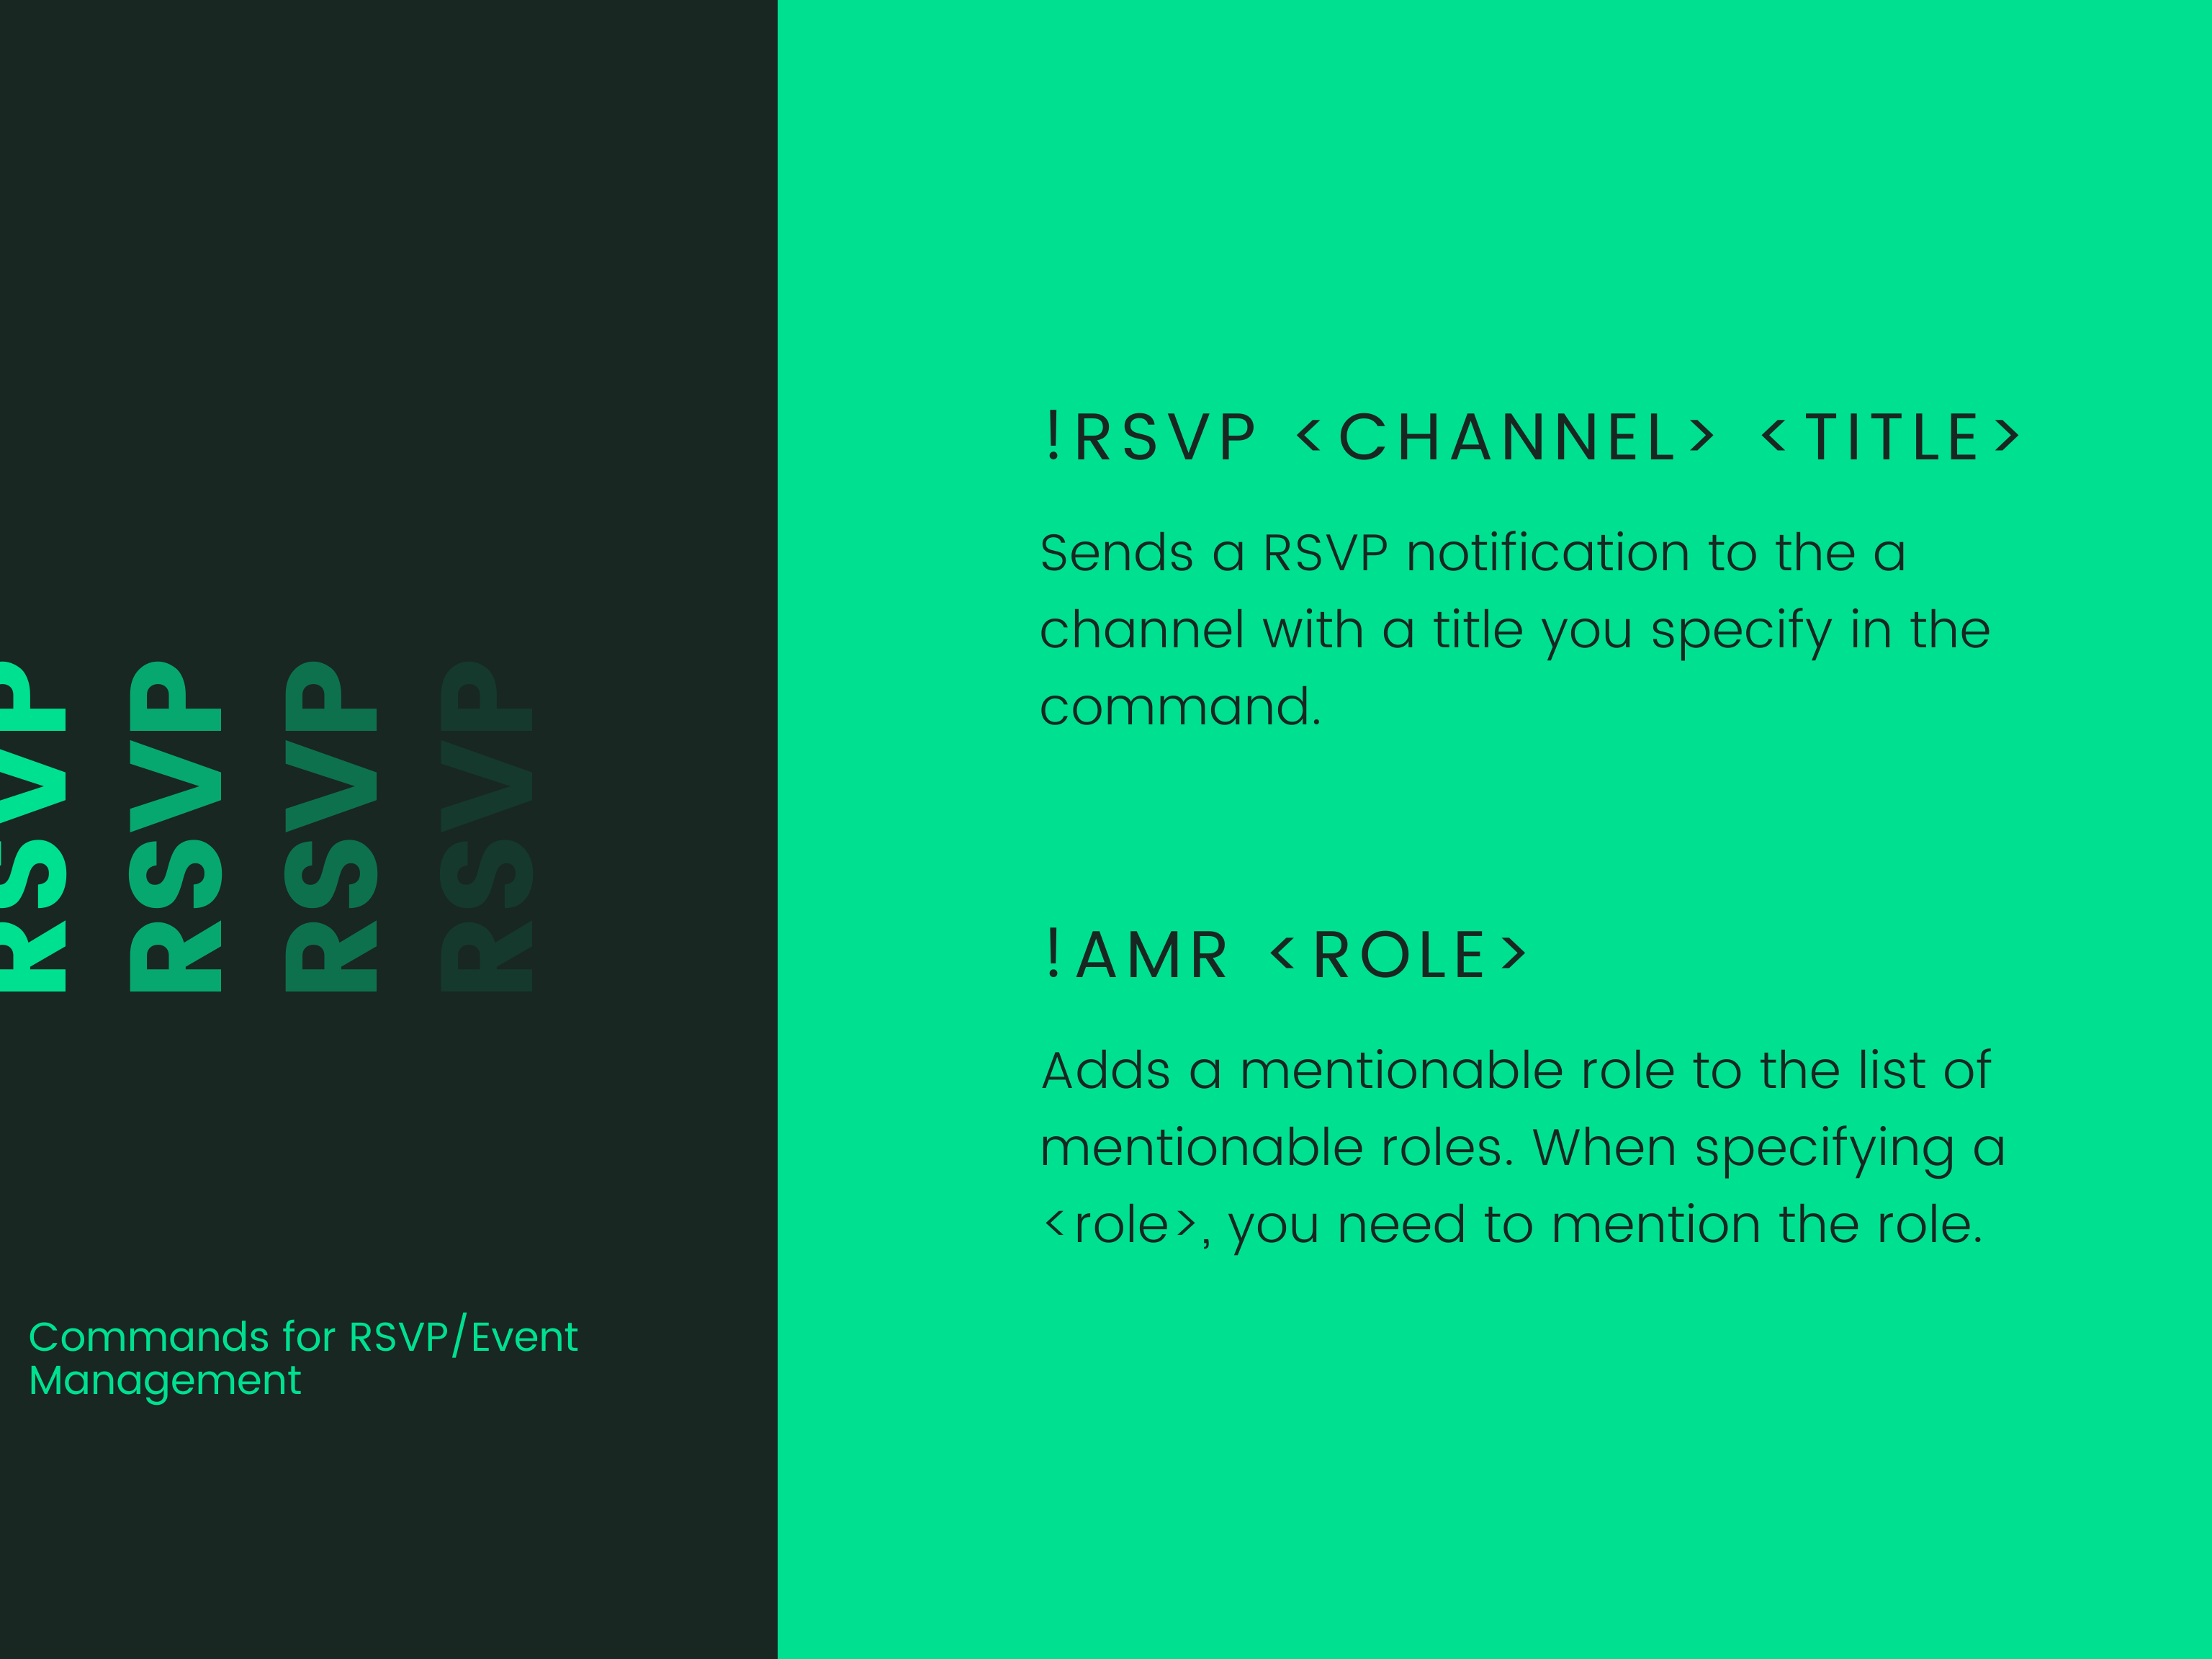 RSVP
RSVP
RSVP
RSVP
Commands for RSVP/Event
Management
!RSVP <CHANNEL> <TITLE>
Sends a RSVP notification to the a
channel with a title you specify in the
command.
!AMR <ROLE>
Adds a mentionable role to the list of
mentionable roles. When specifying a
<role>, you need to mention the role.